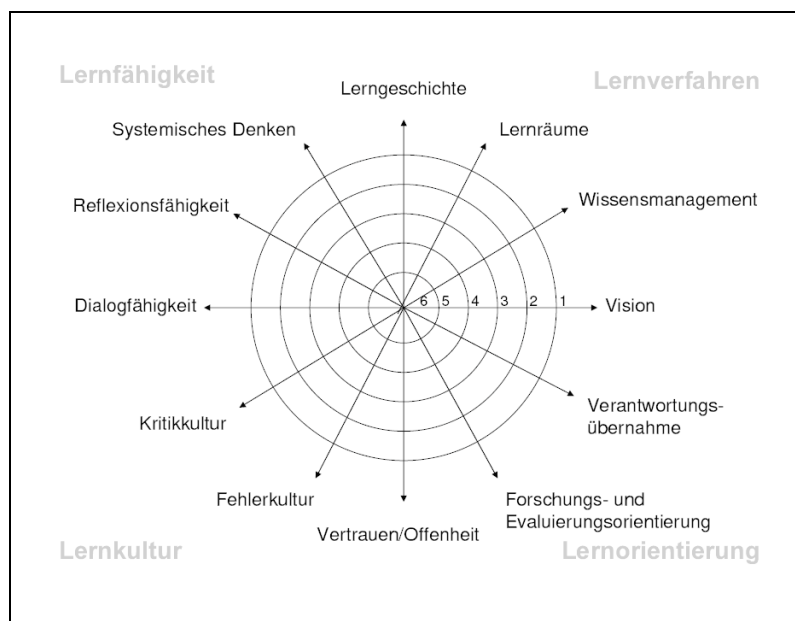 Lernfähigkeit
Lernverfahren
Lerngeschichte
Systemisches Denken
Lernräume
Reflexionsfähigkeit
Wissensmanagement
Dialogfähigkeit
6 5 4 3 2 1
Vision
Kritikkultur
Verantwortungs-
übernahme
Fehlerkultur
Forschungs- und
Evaluierungsorientierung
Vertrauen/Offenheit
Lernkultur
Lernorientierung